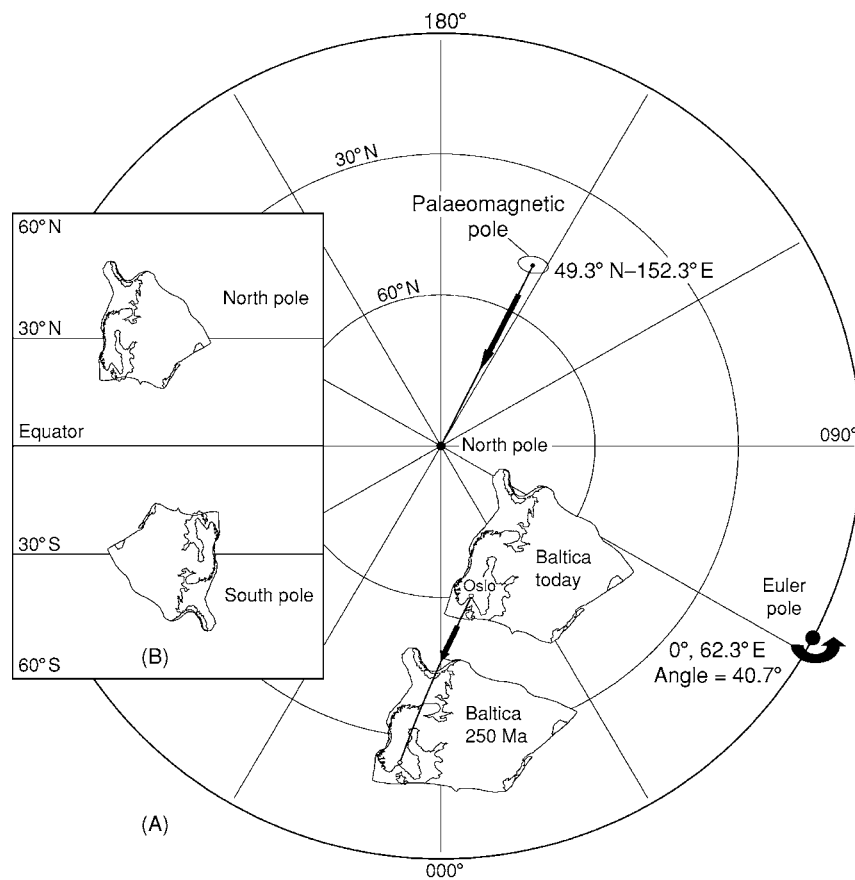 180°
30° N
Palaeomagnetic
pole
49.3° N–152.3° E
60° N
60° N
North pole
30° N
Equator
090°
North pole
30° S
South pole
(B)
60° S
Oslo
Baltica
today
Euler
pole
0°, 62.3° E
Angle = 40.7°
Baltica
250 Ma
(A)
000°